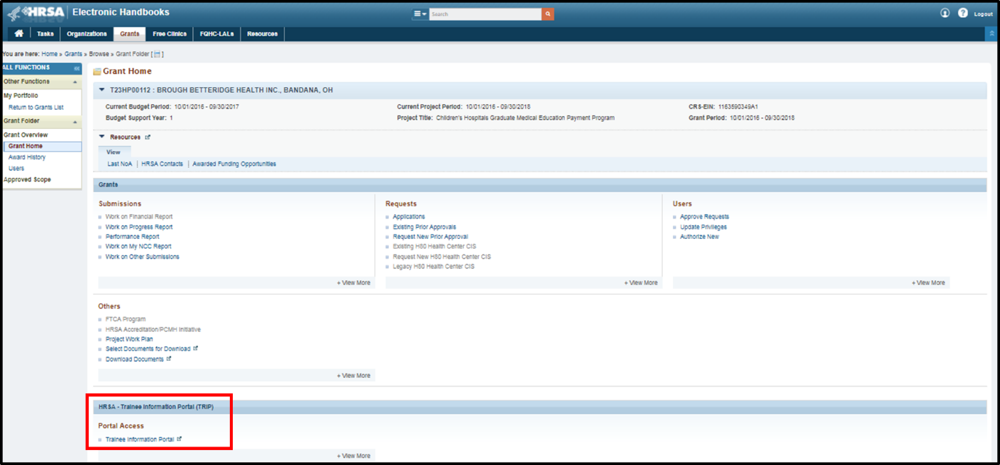 HRSA Electronic Handbooks
Search
Logout
Tasks Organizations Grants Free Clinics FQHC-LALs Resources
You are here: Home » Grants » Browse » Grant Folder [ ]
ALL FUNCTIONS
Other Functions
My Portfolio
Return to Grants List
Grant Folder
Grant Overview
Grant Home
Award History
Users
Approved Scope
Grant Home
T23HP00112 : BROUGH BETTERIDGE HEALTH INC., BANDANA, OH
Current Budget Period: 10/01/2016 - 09/30/2017
Current Project Period: 10/01/2016 - 09/30/2018
CRS-EIN: 1163590349A1
Budget Support Year: 1
Project Title: Children's Hospitals Graduate Medical Education Payment Program
Grant Period: 10/01/2016 - 09/30/2018
Resources
View
Last NoA | HRSA Contacts | Awarded Funding Opportunities
Grants
Submissions
Work on Financial Report
Work on Progress Report
Performance Report
Work on My NCC Report
Work on Other Submissions
+ View More
Requests
Applications
Existing Prior Approvals
Request New Prior Approval
Existing H80 Health Center CIS
Request New H80 Health Center CIS
Legacy H80 Health Center CIS
+ View More
Users
Approve Requests
Update Privileges
Authorize New
+ View More
Others
FTCA Program
HRSA Accreditation/PCMH Initiative
Project Work Plan
Select Documents for Download
Download Documents
+ View More
HRSA - Trainee Information Portal (TRIP)
Portal Access
Trainee Information Portal
+ View More